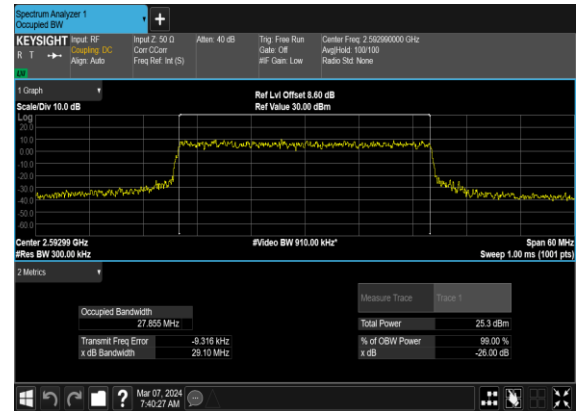 Spectrum Analyzer 1
Occupied BW
KEYSIGHT Input: RF Input Z: 50 Ω Atten: 40 dB Trig: Free Run Center Freq: 2.592990000 GHz
R T Coupling: DC Corr CCorr Gate: Off Avg|Hold: 100/100
Align: Auto Freq Ref: Int (S) #IF Gain: Low Radio Std: None
1 Graph
Ref Lvl Offset 8.60 dB
Scale/Div 10.0 dB Ref Value 30.00 dBm
Log
20.0
10.0
0.00
-10.0
-20.0
-30.0
-40.0
-50.0
-60.0
Center 2.59299 GHz #Video BW 910.00 kHz* Span 60 MHz
#Res BW 300.00 kHz Sweep 1.00 ms (1001 pts)
2 Metrics
Measure Trace Trace 1
Occupied Bandwidth
27.855 MHz Total Power 25.3 dBm
Transmit Freq Error -9.316 kHz % of OBW Power 99.00 %
x dB Bandwidth 29.10 MHz x dB -26.00 dB
Mar 07, 2024
7:40:27 AM